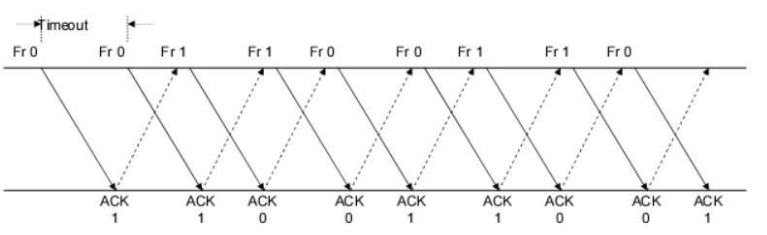 Timeout
Fr 0 Fr 0 Fr 1 Fr 1 Fr 0 Fr 0 Fr 1 Fr 1 Fr 0
ACK ACK ACK ACK ACK ACK ACK ACK ACK
1 1 0 0 1 1 0 0 1